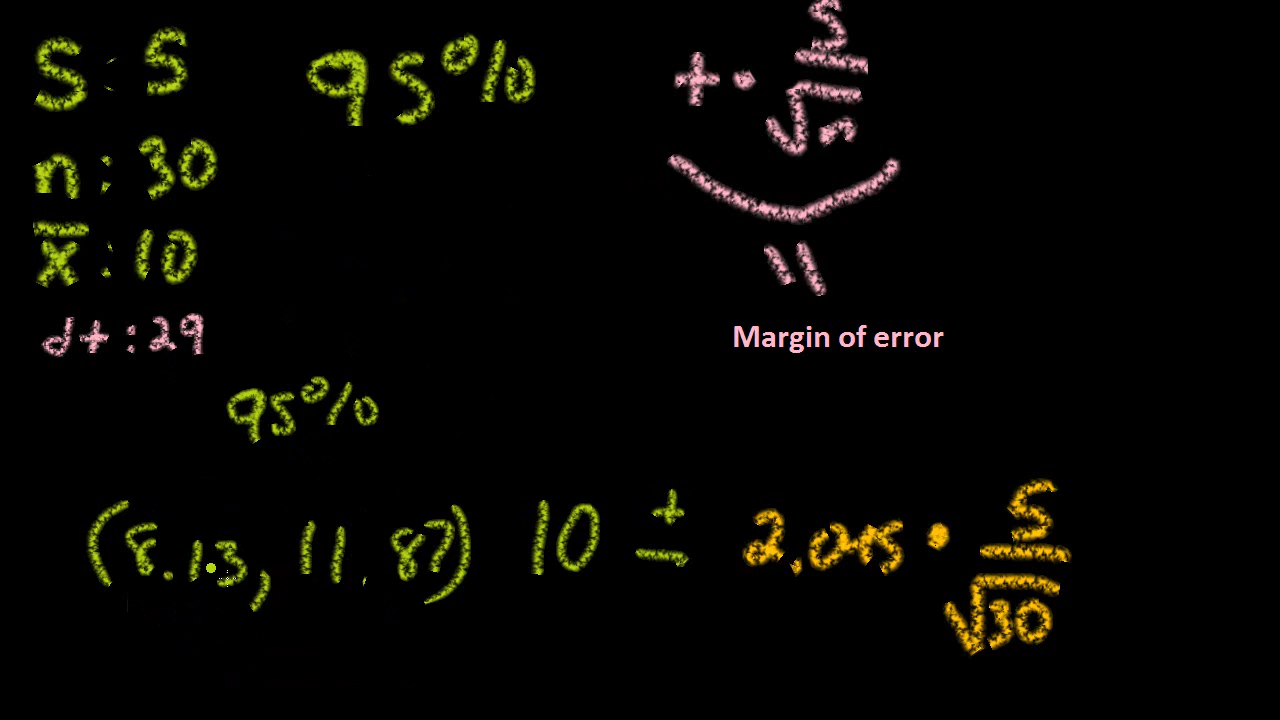 S: 5
95%
t · s/√n
n: 30
x̄: 10
=
df: 29
Margin of error
95%
(8.13, 11.87) 10 ± 2.045 · 5/√30